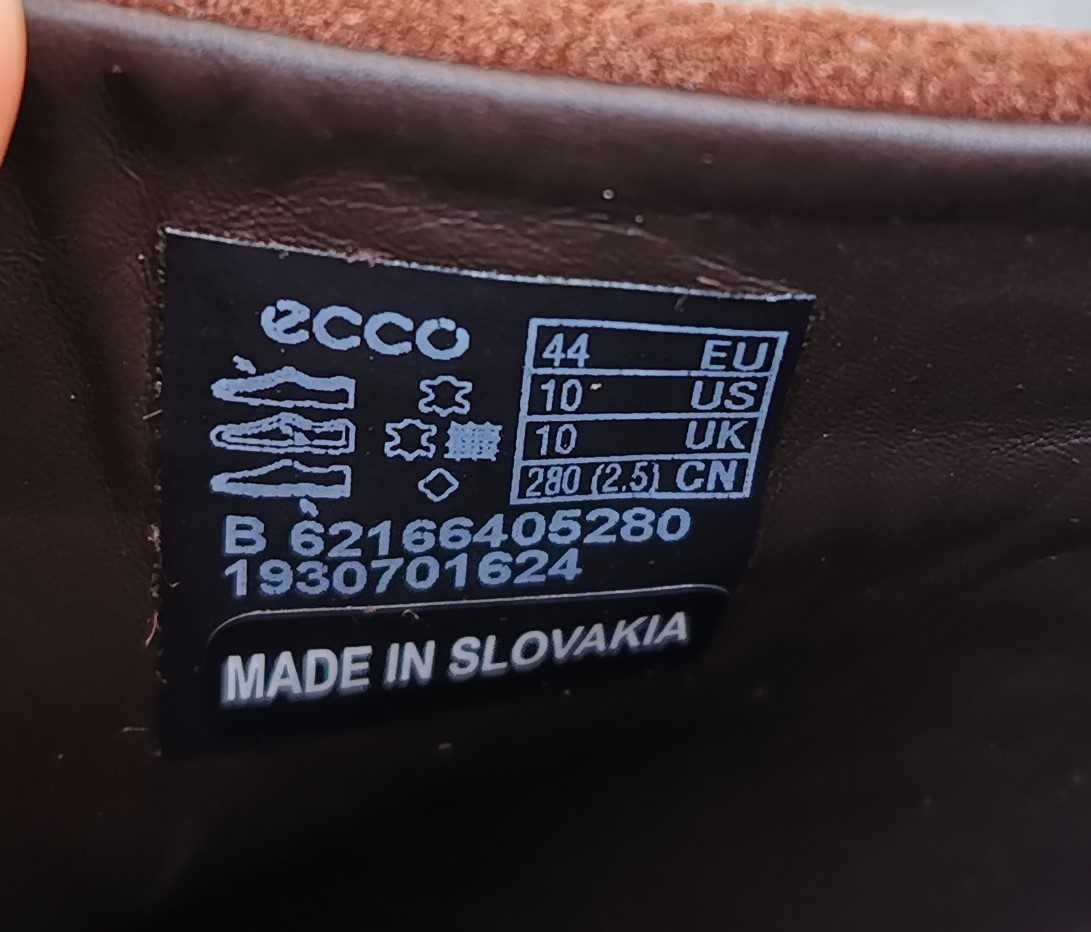 ecco
44 EU
10 US
10 UK
280 (2.5) CN
B 62166405280
1930701624
MADE IN SLOVAKIA